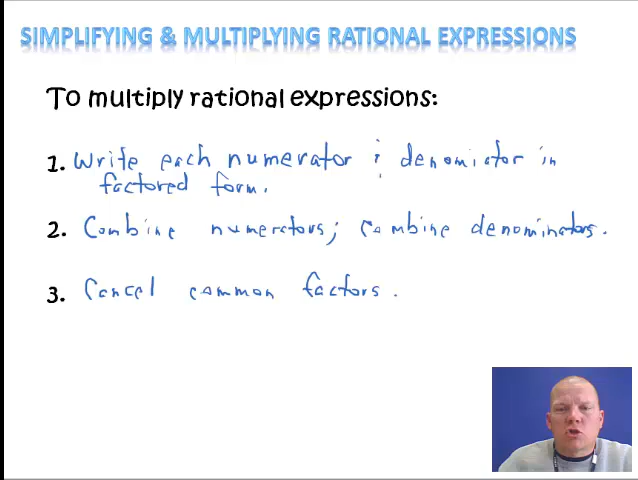 SIMPLIFYING & MULTIPLYING RATIONAL EXPRESSIONS
To multiply rational expressions:
1. Write each numerator & denomiator in
factored form.
2. Combine numerators; combine denominators.
3. Cancel common factors.